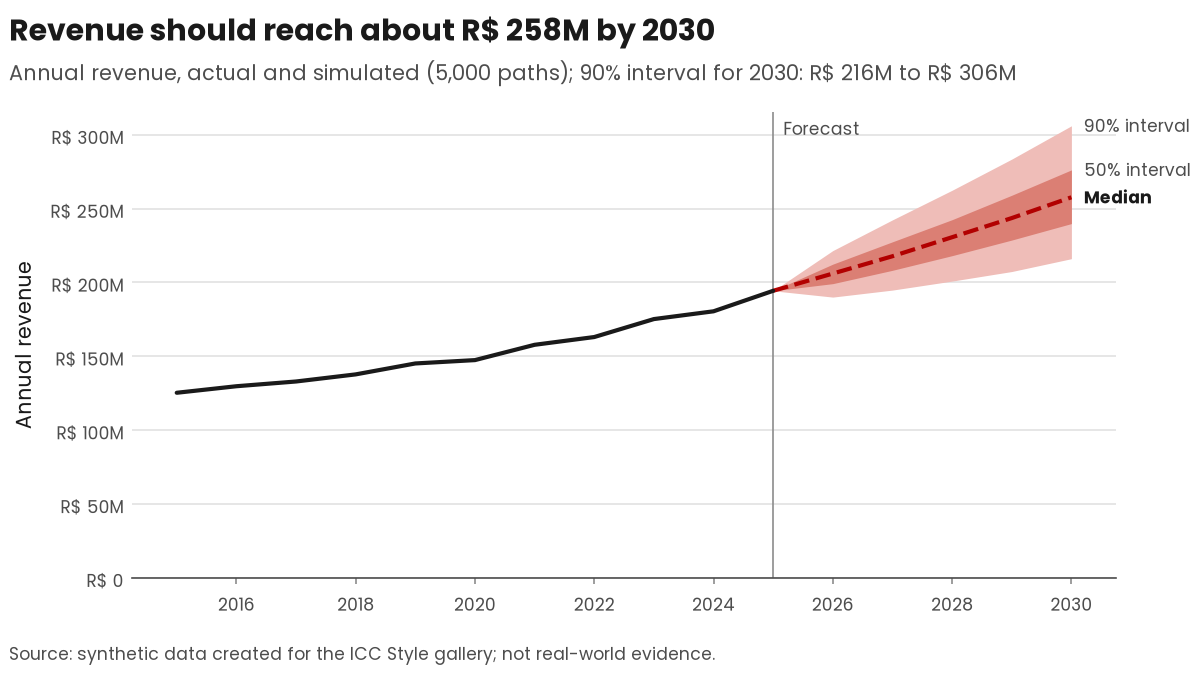 Revenue should reach about R$ 258M by 2030
Annual revenue, actual and simulated (5,000 paths); 90% interval for 2030: R$ 216M to R$ 306M
Annual revenue
R$ 300M
R$ 250M
R$ 200M
R$ 150M
R$ 100M
R$ 50M
R$ 0
Forecast
90% interval
50% interval
Median
2016 2018 2020 2022 2024 2026 2028 2030
Source: synthetic data created for the ICC Style gallery; not real-world evidence.